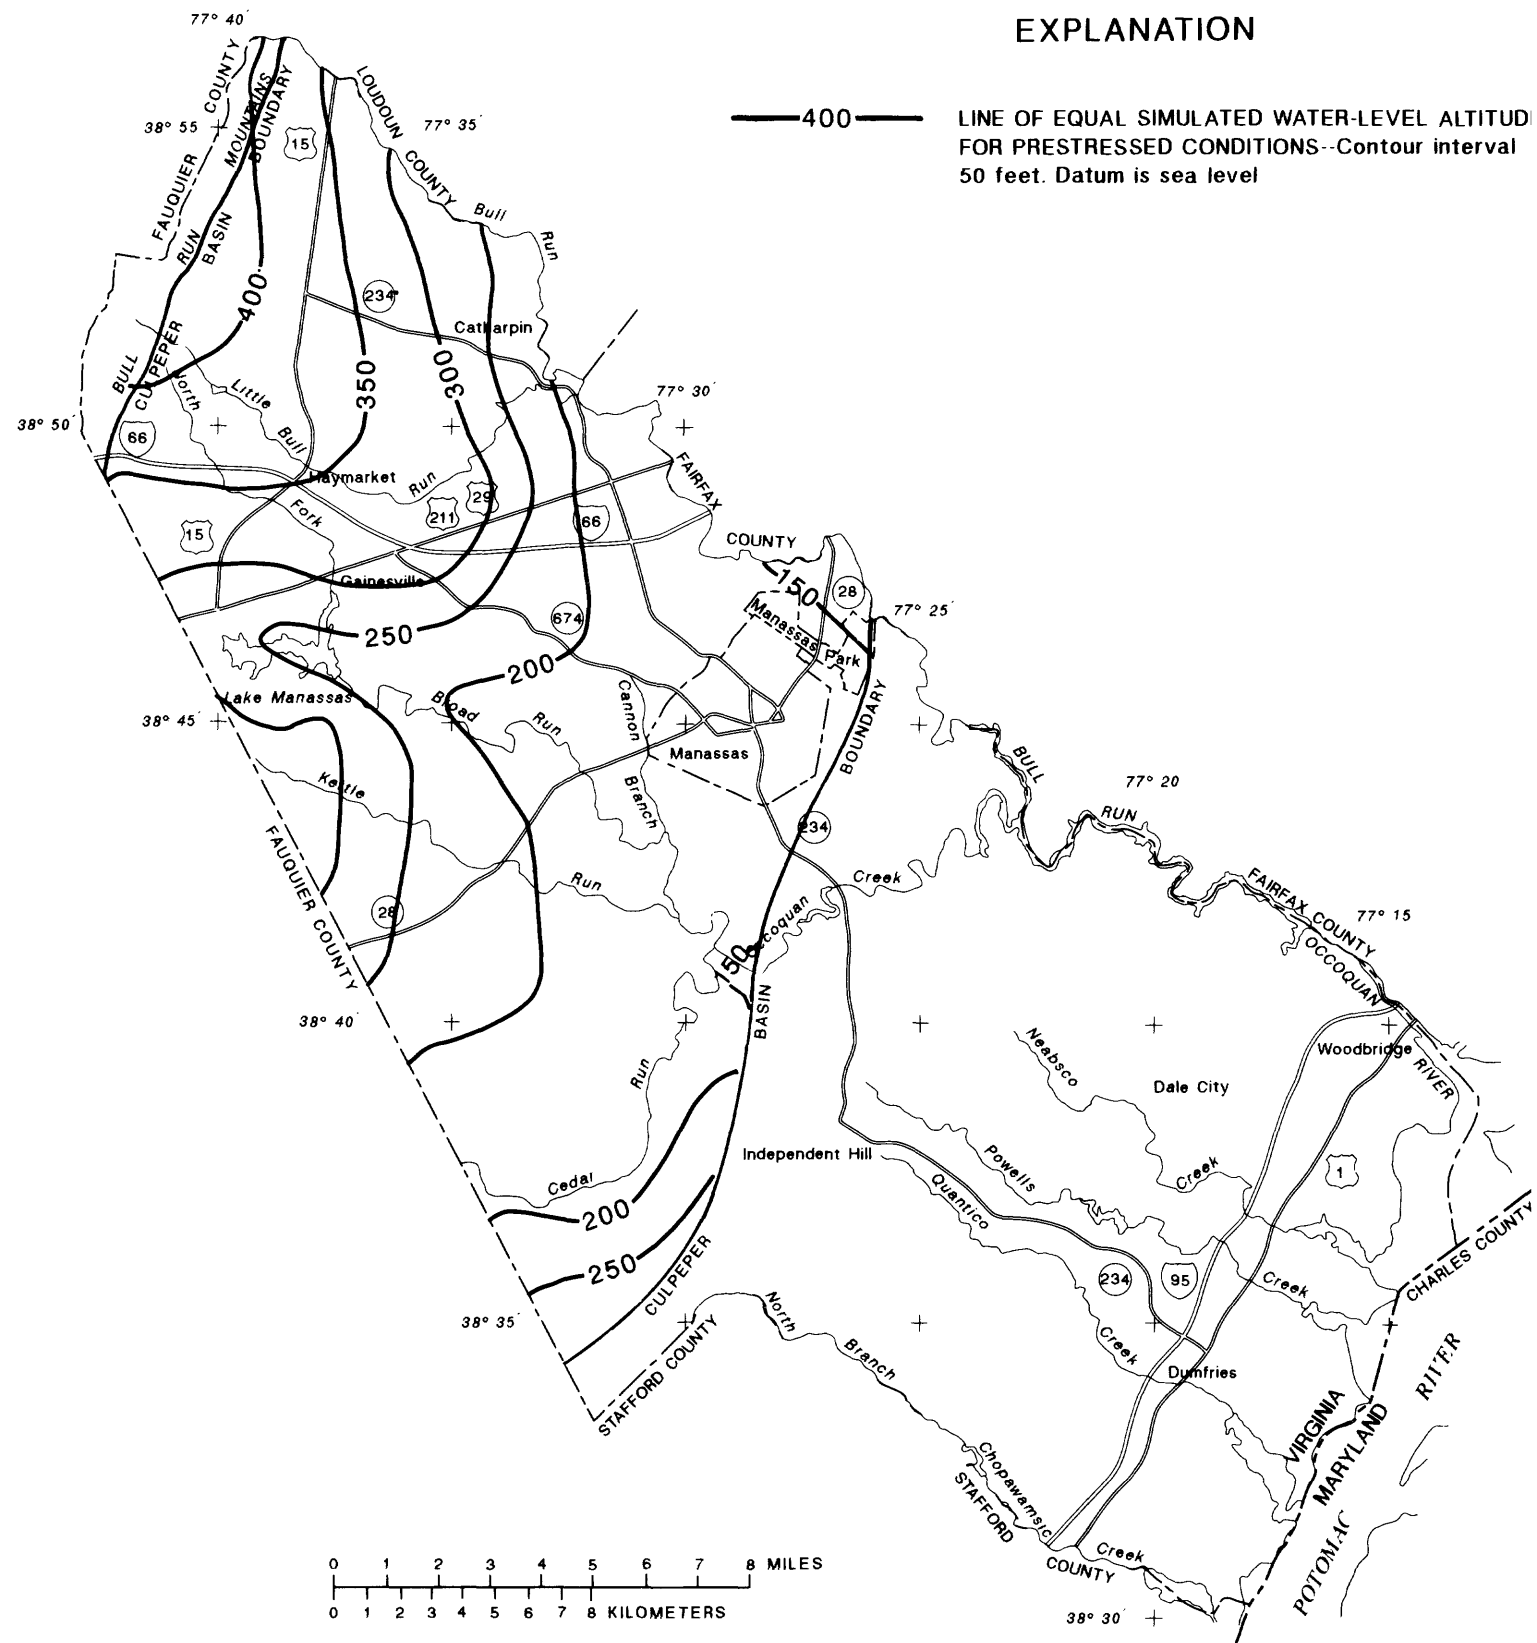 EXPLANATION
400
LINE OF EQUAL SIMULATED WATER-LEVEL ALTITUD
FOR PRESTRESSED CONDITIONS--Contour interval
50 feet. Datum is sea level
77° 40´
38° 55´
77° 35´
FAUQUIER COUNTY
BULL RUN MOUNTAINS
CULPEPER BASIN BOUNDARY
LOUDOUN COUNTY
Bull Run
15
400
234
Catharpin
350
300
77° 30´
38° 50´
66
North
Fork
Little
Bull
Run
Haymarket
15
211
29
66
FAIRFAX
COUNTY
Gainesville
150
28
77° 25´
Manassas
Park
674
250
200
Lake Manassas
38° 45´
Broad
Run
Cannon
Branch
Manassas
BOUNDARY
BULL
RUN
77° 20´
Kettle
Run
234
FAUQUIER COUNTY
28
Creek
FAIRFAX COUNTY
77° 15´
OCCOQUAN
RIVER
BASIN
38° 40´
Woodbridge
Neabsco
Creek
Dale City
Run
Cedar
Independent Hill
Powells
Creek
Quantico
Creek
1
200
250
CULPEPER
234
95
CHARLES COUNTY
38° 35´
STAFFORD COUNTY
North
Branch
Dumfries
VIRGINIA
MARYLAND
POTOMAC
RIVER
Chopawamsic
Creek
STAFFORD
COUNTY
0 1 2 3 4 5 6 7 8 MILES
0 1 2 3 4 5 6 7 8 KILOMETERS
38° 30´